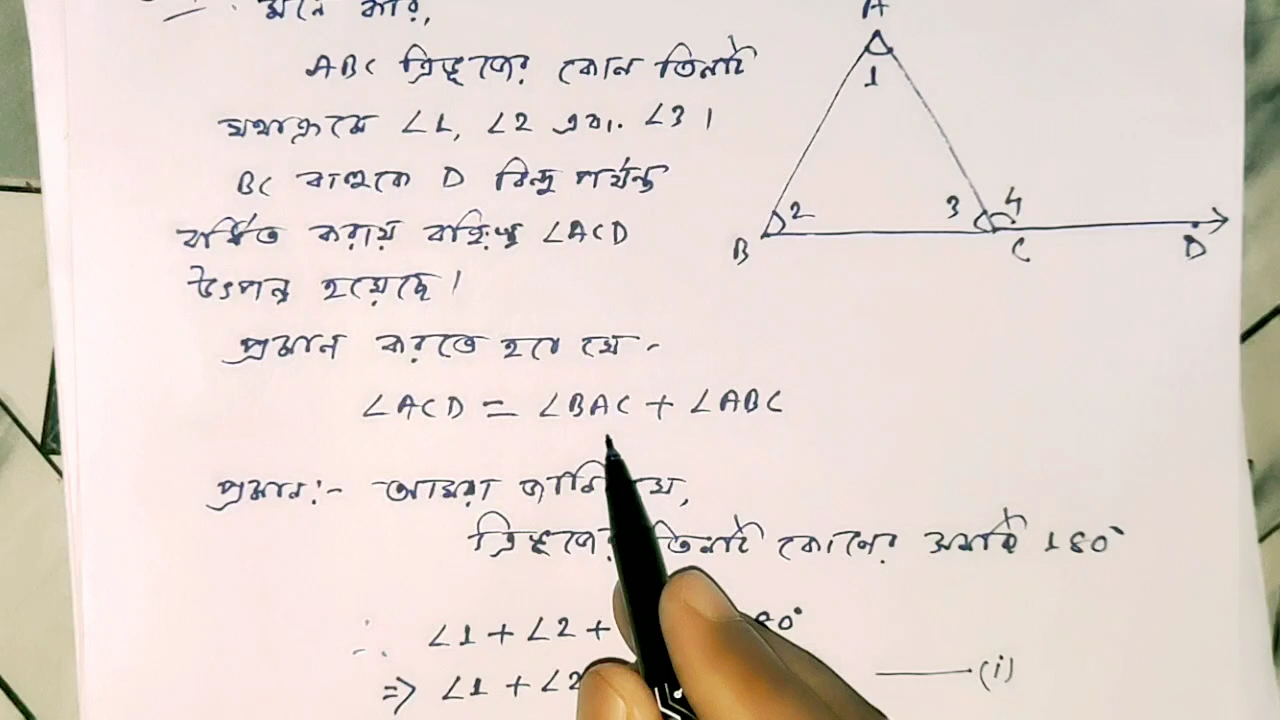 মনে করি,
ABC ত্রিভুজের কোন তিনটি
যথাক্রমে ∠1, ∠2 এবং ∠3।
BC বাহুকে D বিন্দু পর্যন্ত
বর্ধিত করায় বহিঃস্থ ∠ACD
উৎপন্ন হয়েছে।
প্রমান করতে হবে যে -
∠ACD = ∠BAC + ∠ABC
প্রমান:- আমরা জানি যে,
ত্রিভুজের তিনটি কোনের সমষ্টি 180°
∴ ∠1 + ∠2 + 80°
⇒ ∠1 + ∠2 (i)
A
1
2
3
4
B
C
D